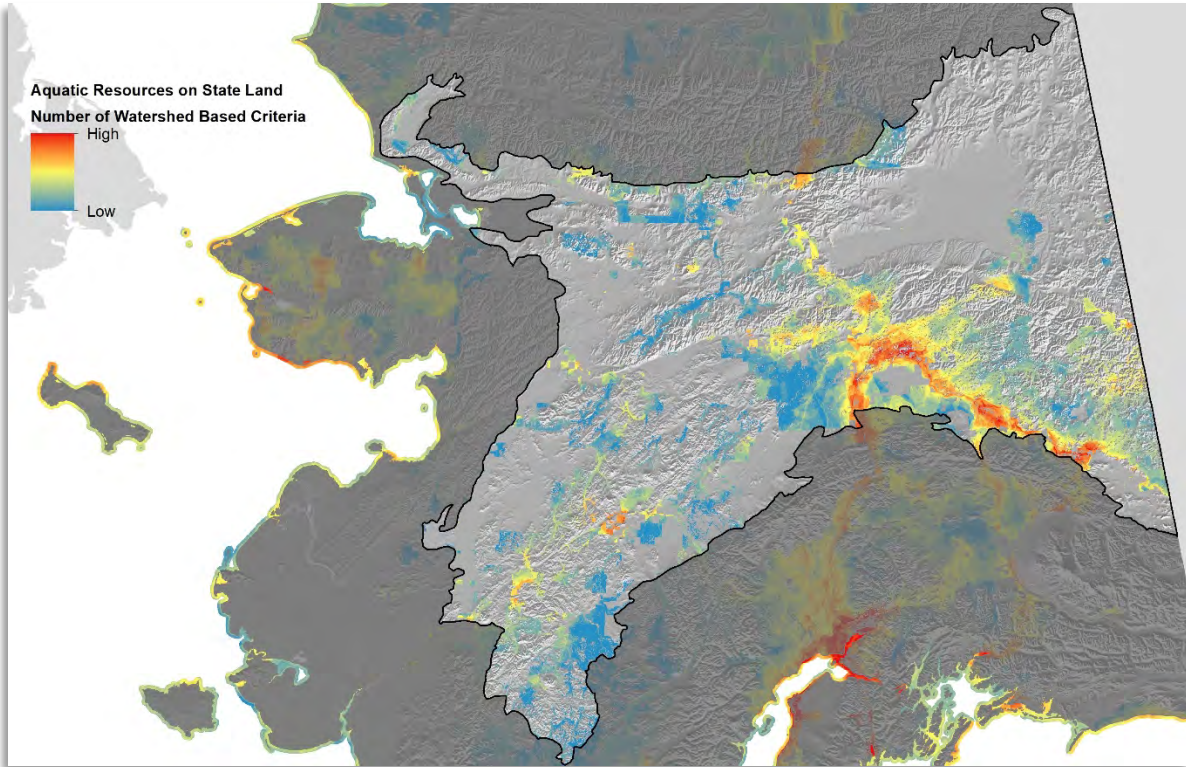 Aquatic Resources on State Land
Number of Watershed Based Criteria
High
Low